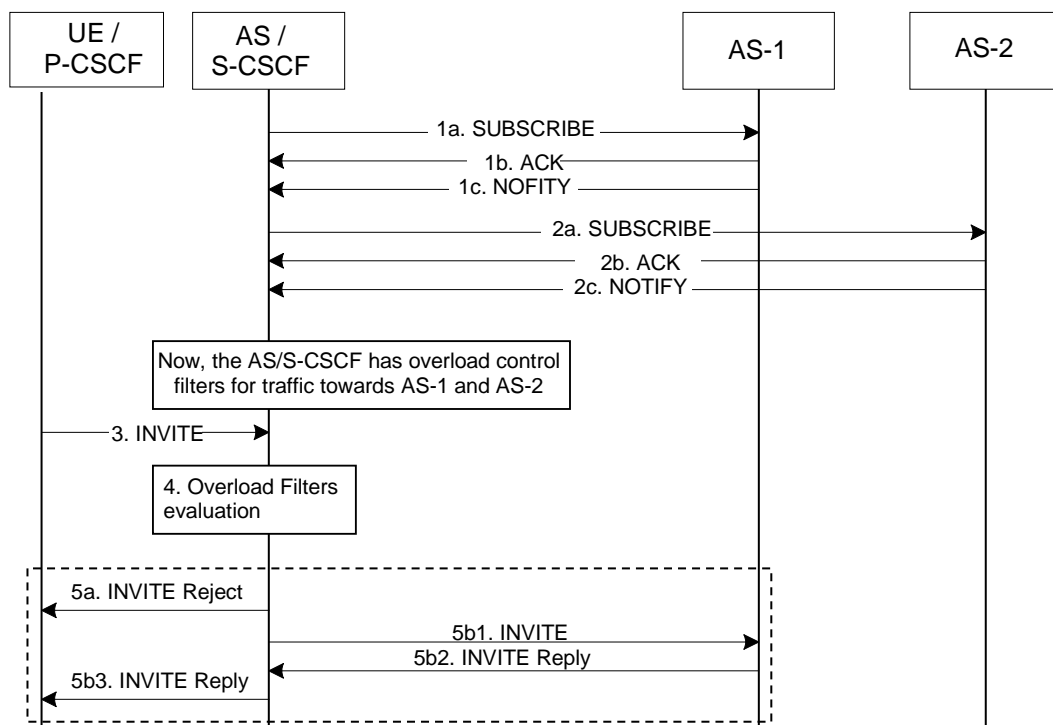 UE /
P-CSCF
AS /
S-CSCF
AS-1
AS-2
1a. SUBSCRIBE
1b. ACK
1c. NOFITY
2a. SUBSCRIBE
2b. ACK
2c. NOTIFY
Now, the AS/S-CSCF has overload control
filters for traffic towards AS-1 and AS-2
3. INVITE
4. Overload Filters
evaluation
5a. INVITE Reject
5b1. INVITE
5b2. INVITE Reply
5b3. INVITE Reply